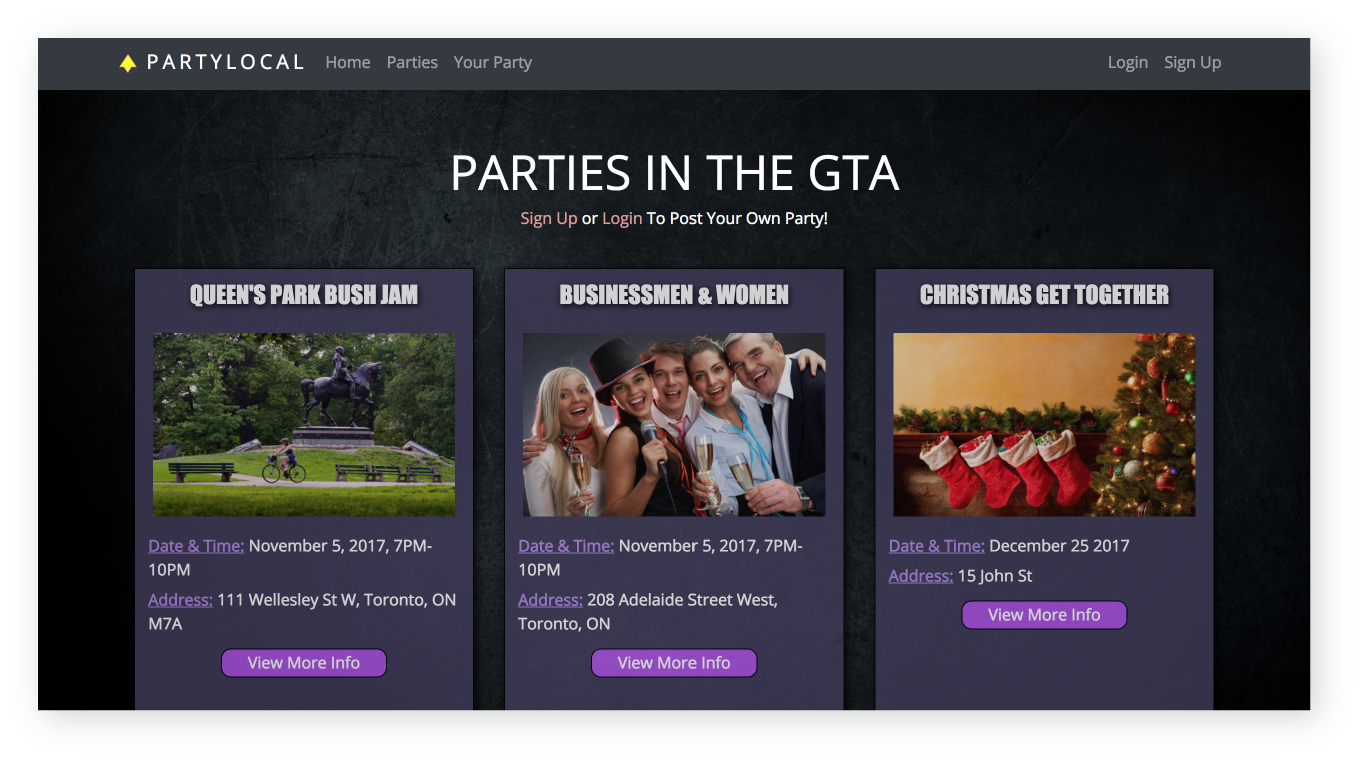 PARTYLOCAL Home Parties Your Party Login Sign Up
PARTIES IN THE GTA
Sign Up or Login To Post Your Own Party!
QUEEN'S PARK BUSH JAM
Date & Time: November 5, 2017, 7PM-
10PM
Address: 111 Wellesley St W, Toronto, ON
M7A
View More Info
BUSINESSMEN & WOMEN
Date & Time: November 5, 2017, 7PM-
10PM
Address: 208 Adelaide Street West,
Toronto, ON
View More Info
CHRISTMAS GET TOGETHER
Date & Time: December 25 2017
Address: 15 John St
View More Info